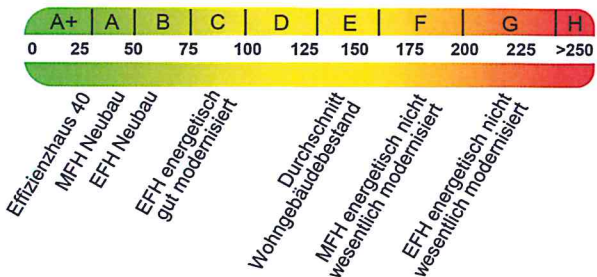 A+ A B C D E F G H
0 25 50 75 100 125 150 175 200 225 >250
Effizienzhaus 40
MFH Neubau
EFH Neubau
EFH energetisch
gut modernisiert
Durchschnitt
Wohngebäudebestand
MFH energetisch nicht
wesentlich modernisiert
EFH energetisch nicht
wesentlich modernisiert